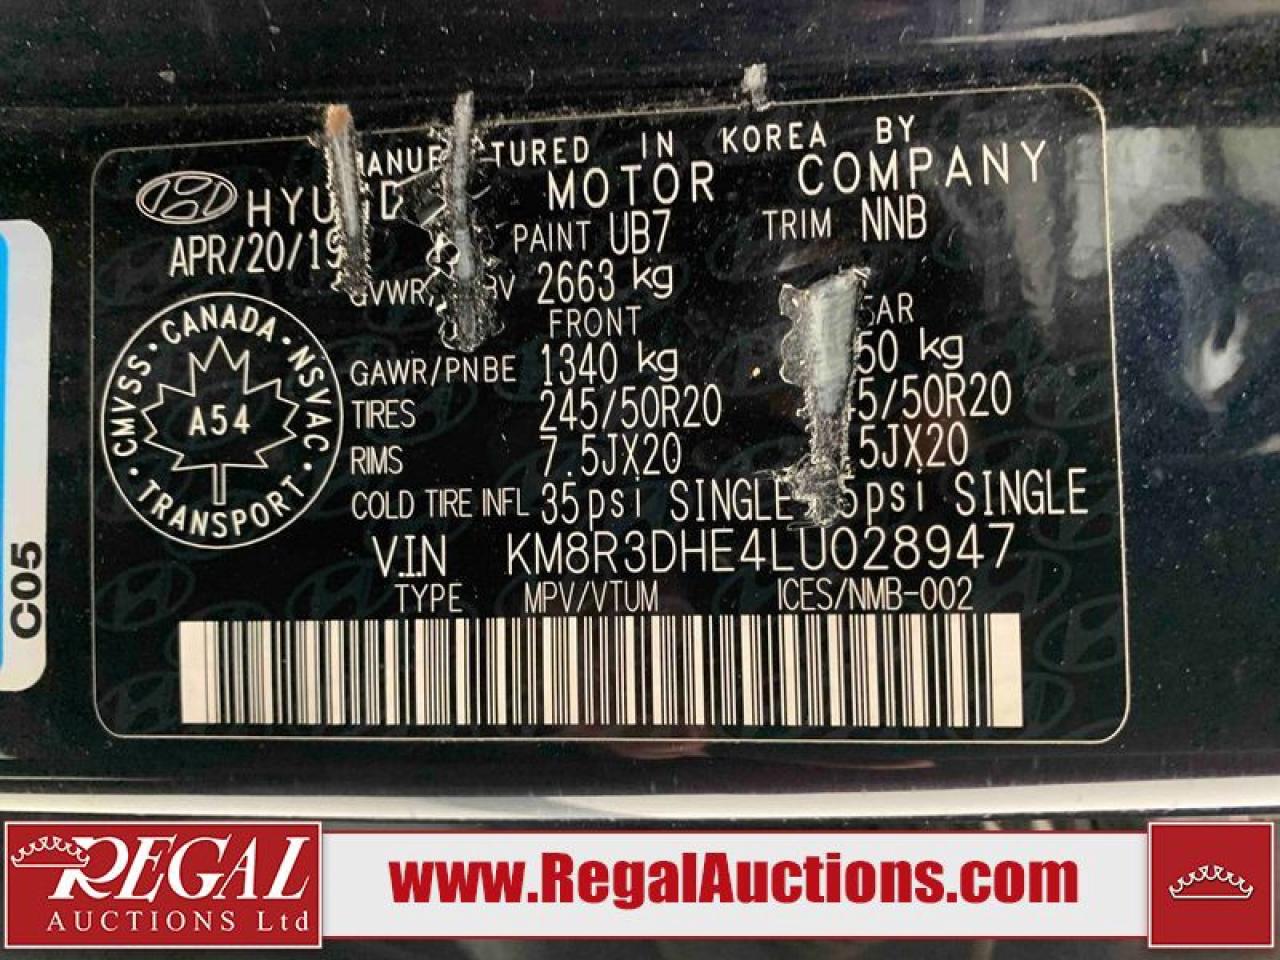 MANUF TURED IN KOREA BY
HYU MOTOR COMPANY
APR/20/19 PAINT UB7 TRIM NNB
GVWR/ BV 2663 kg
FRONT AR
GAWR/PNBE 1340 kg 50 kg
TIRES 245/50R20 45/50R20
RIMS 7.5JX20 5JX20
COLD TIRE INFL 35psi SINGLE 5psi SINGLE
V.I.N KM8R3DHE4LU028947
TYPE MPV/VTUM ICES/NMB-002
CMVSS · CANADA · NSVAC · TRANSPORT ·
A54
C05
REGAL
AUCTIONS Ltd
www.RegalAuctions.com